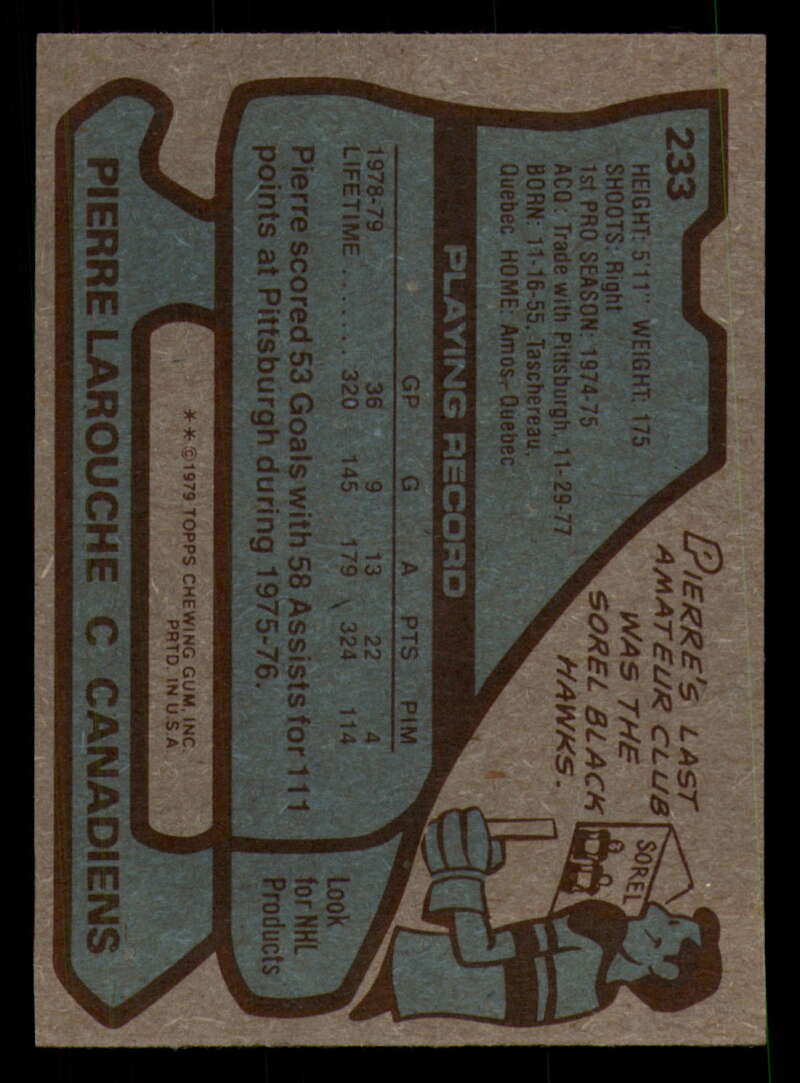 233
HEIGHT: 5'11" WEIGHT: 175
SHOOTS: Right
1st PRO SEASON: 1974-75
ACQ: Trade with Pittsburgh, 11-29-77
BORN: 11-16-55, Taschereau,
Quebec HOME: Amos, Quebec
PIERRE'S LAST
AMATEUR CLUB
WAS THE
SOREL BLACK
HAWKS.
SOREL
PLAYING RECORD
GP G A PTS PIM
1978-79 36 9 13 22 4
LIFETIME ....... 320 145 179 324 114
Pierre scored 53 Goals with 58 Assists for 111
points at Pittsburgh during 1975-76.
Look
for NHL
Products
* * ©1979 TOPPS CHEWING GUM, INC.
PRTD. IN U.S.A.
PIERRE LAROUCHE C CANADIENS